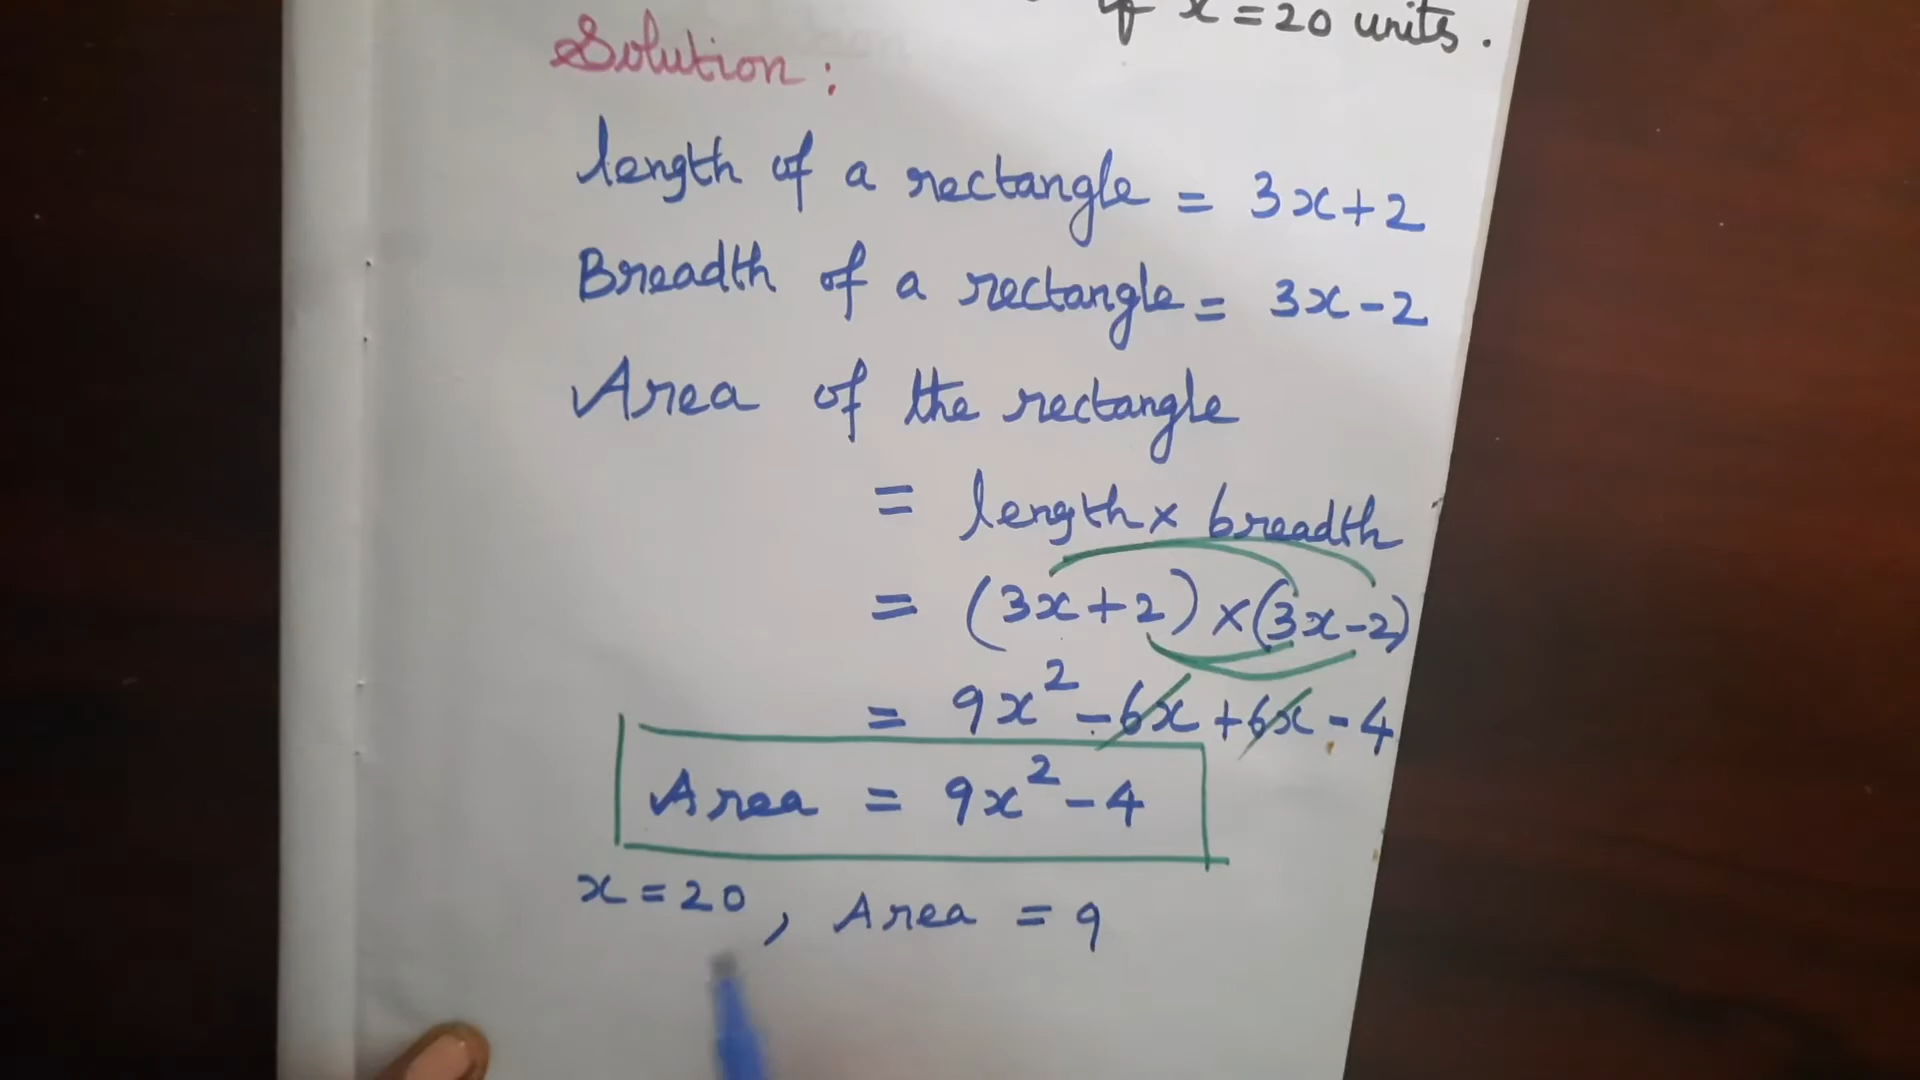 if x = 20 units.
Solution :
length of a rectangle = 3x+2
Breadth of a rectangle = 3x-2
Area of the rectangle
= length x breadth
= (3x+2) x (3x-2)
= 9x² - 6x + 6x - 4
Area = 9x² - 4
x = 20, Area = 9